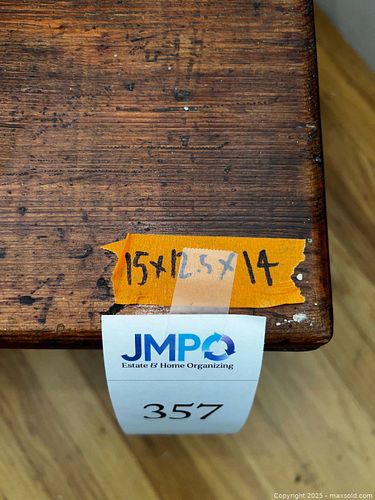 15x12.5x14
JMPO
Estate & Home Organizing
357
Copyright 2025 - maxsold.com